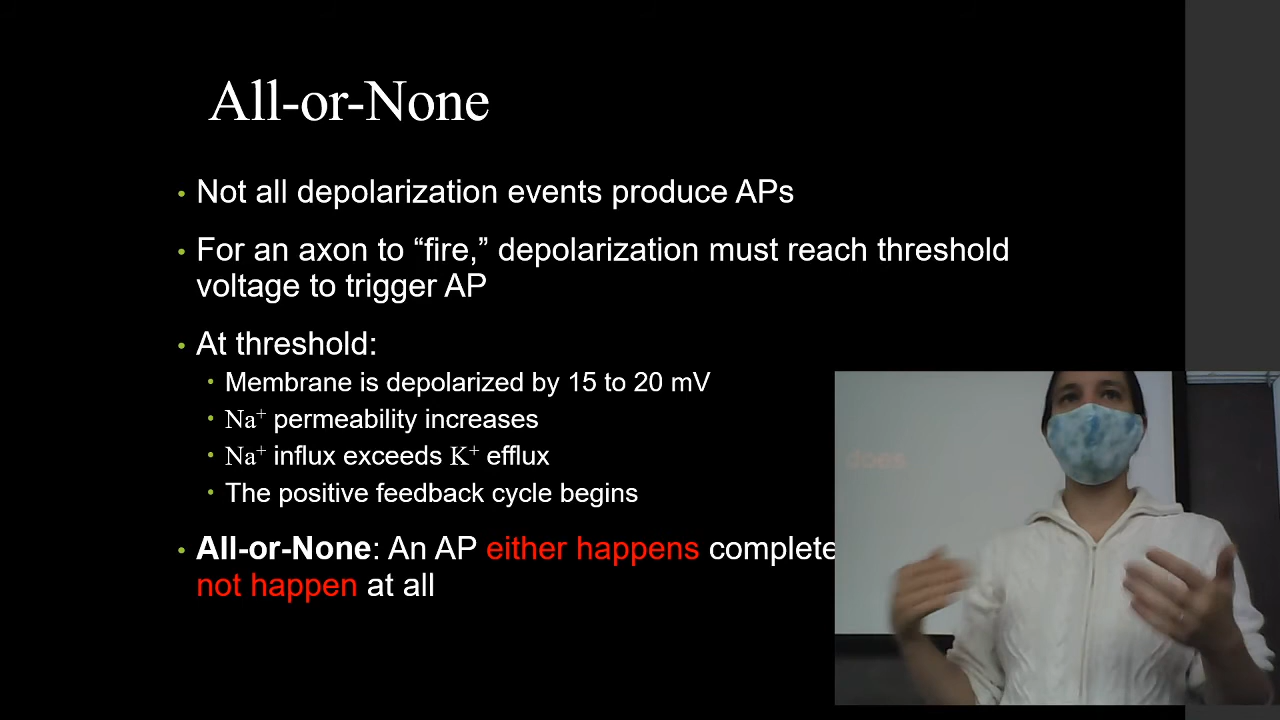 All-or-None
• Not all depolarization events produce APs
• For an axon to “fire,” depolarization must reach threshold
voltage to trigger AP
• At threshold:
• Membrane is depolarized by 15 to 20 mV
• Na⁺ permeability increases
• Na⁺ influx exceeds K⁺ efflux
• The positive feedback cycle begins
• All-or-None: An AP either happens complete
not happen at all
does